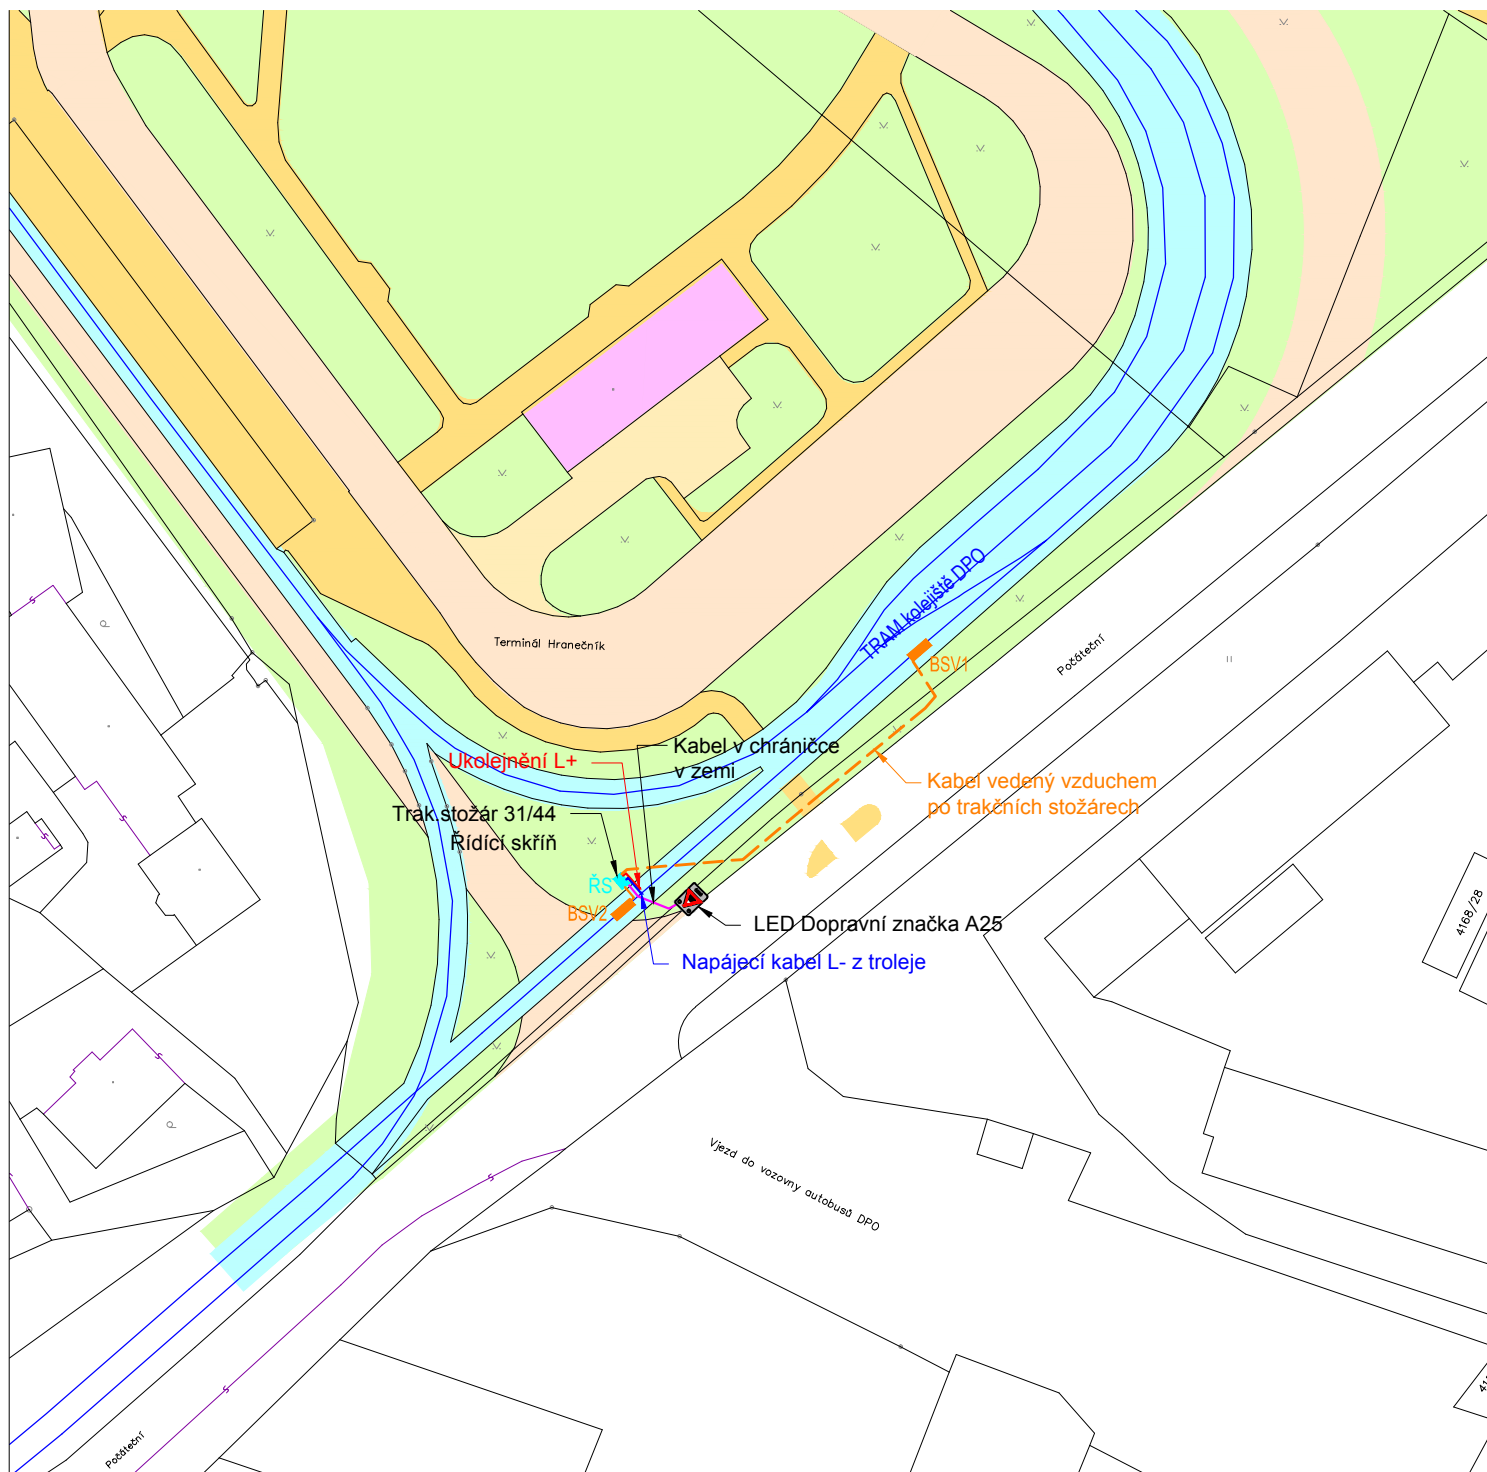 Terminál Hranečník
TRAM kolejiště DPO
BSV1
Počáteční
Ukolejnění L+
Kabel v chráničce
v zemi
Kabel vedený vzduchem
po trakčních stožárech
Trak.stožár 31/44
Řídící skříň
ŘS
BSV2
LED Dopravní značka A25
Napájecí kabel L- z troleje
4168/28
Vjezd do vozovny autobusů DPO
Počáteční